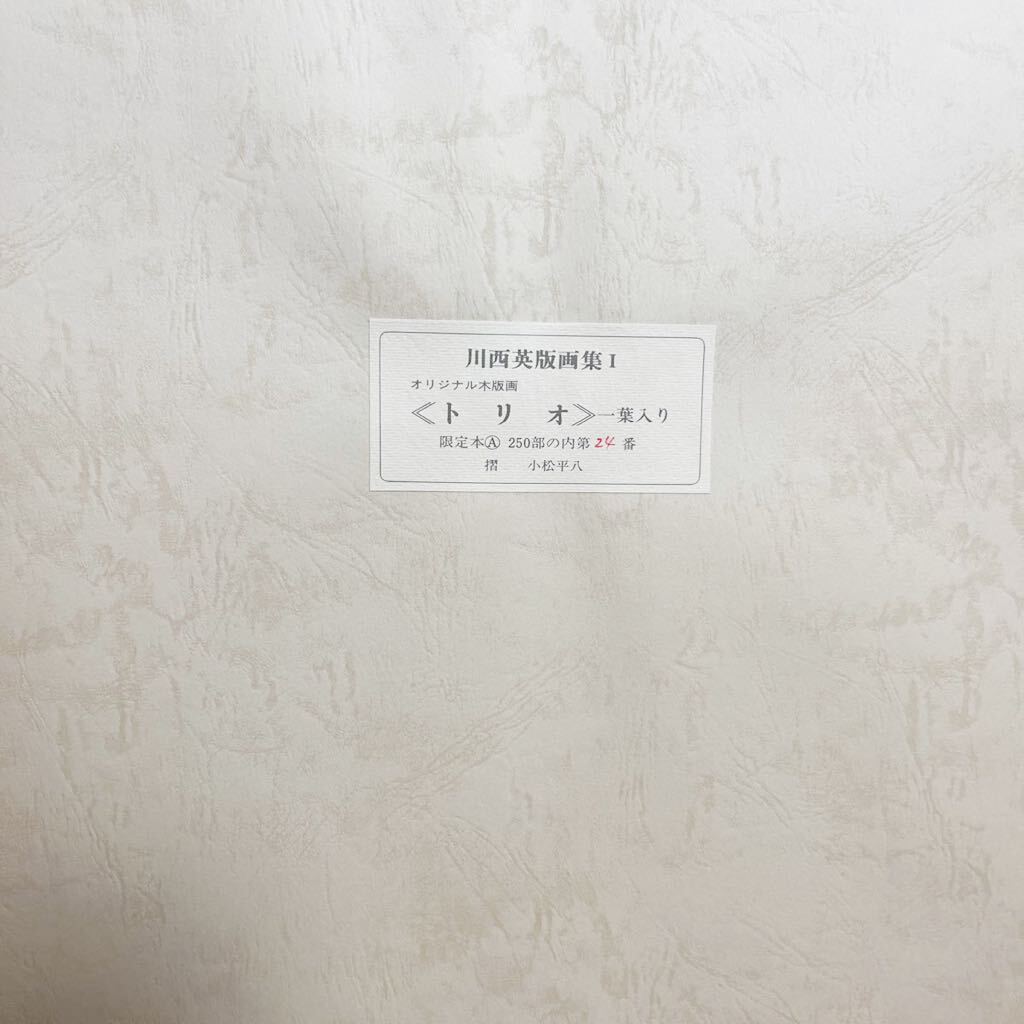 川西英版画集 I
オリジナル木版画
≪トリオ≫一葉入り
限定本Ⓐ 250部の内第24番
摺 小松平八